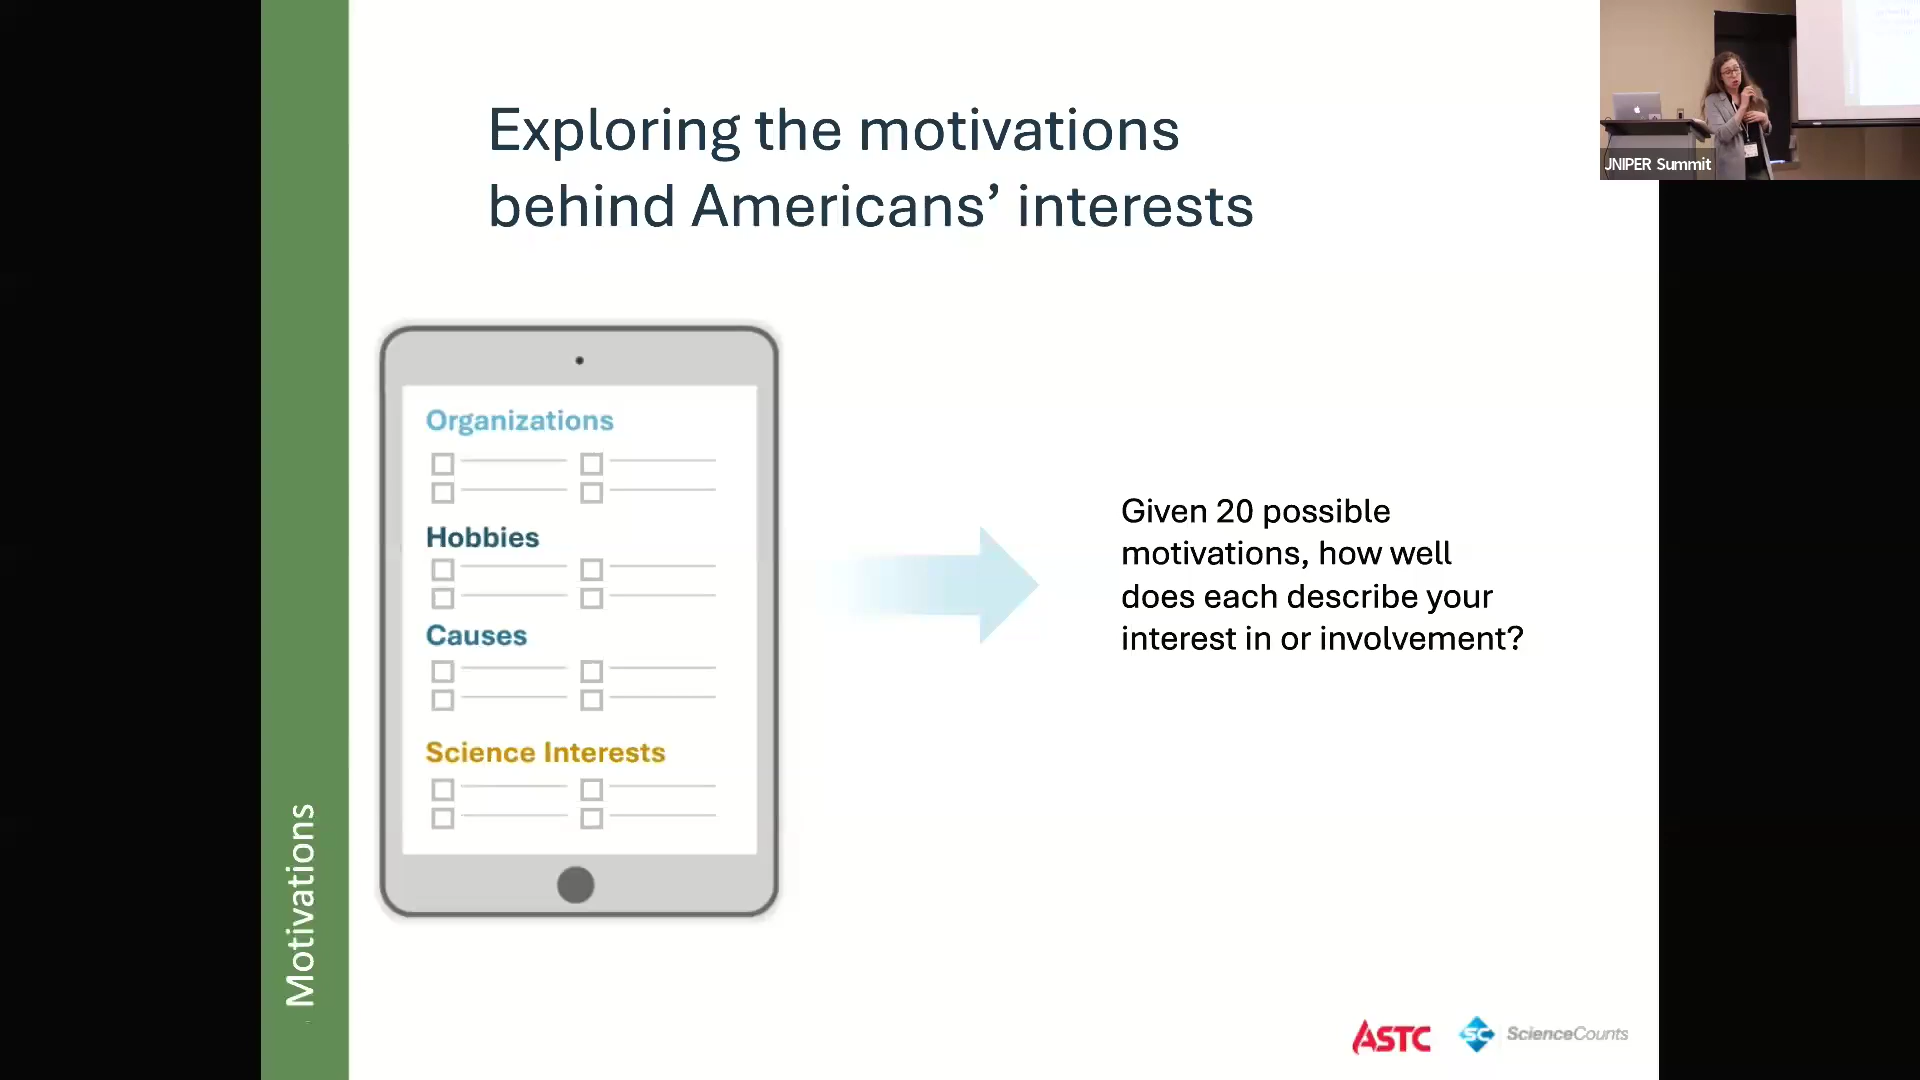 Exploring the motivations
behind Americans’ interests
JNIPER Summit
Organizations
Hobbies
Causes
Science Interests
Given 20 possible
motivations, how well
does each describe your
interest in or involvement?
Motivations
ASTC
SC ScienceCounts